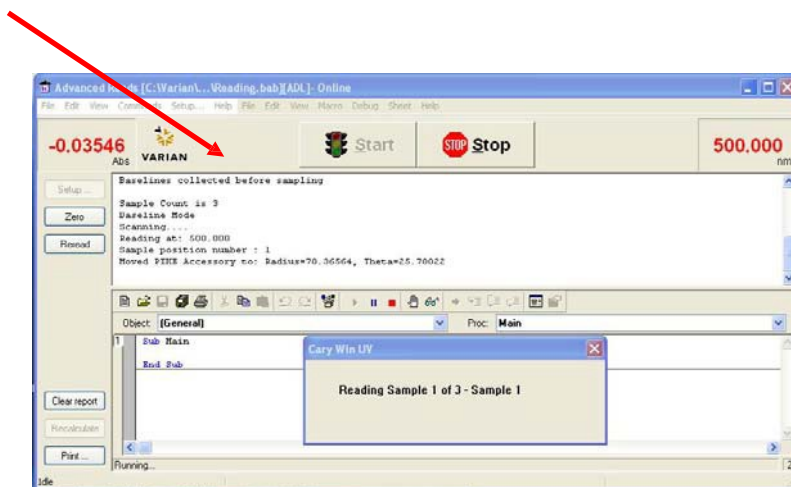 Advanced Reads [C:\Varian\...\Reading.bab][ADL]- Online
File Edit View Commands Setup... Help File Edit View Macro Debug Sheet Help
-0.03546
Abs
VARIAN
Start
STOP Stop
500.000
nm
Setup ...
Zero
Reread
Baselines collected before sampling
Sample Count is 3
Baseline Mode
Scanning....
Reading at: 500.000
Sample position number : 1
Moved PIKE Accessory to: Radius=70.36564, Theta=25.70022
Object: (General)
Proc: Main
1
Sub Main
End Sub
Cary Win UV
Reading Sample 1 of 3 - Sample 1
Clear report
Recalculate
Print ...
Running...
2
Idle